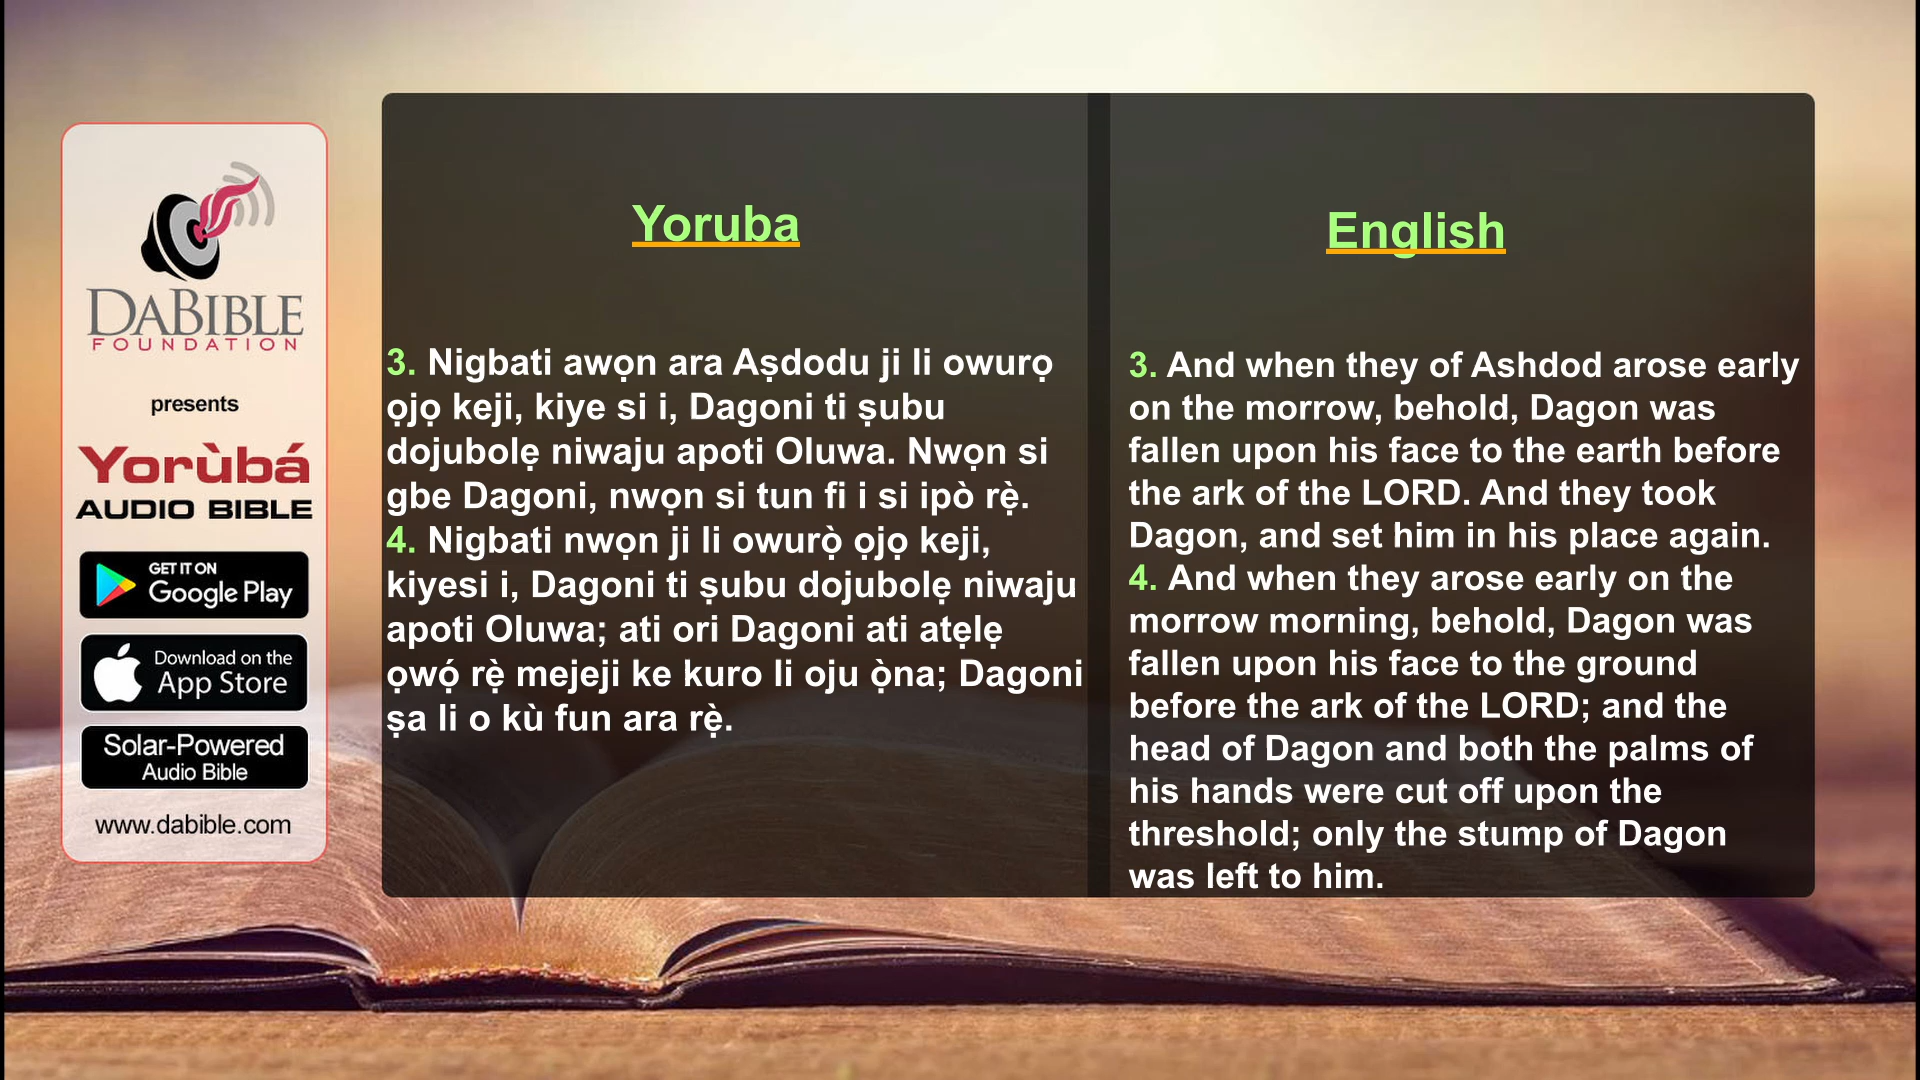 DABIBLE
FOUNDATION
presents
Yorùbá
AUDIO BIBLE
GET IT ON
Google Play
Download on the
App Store
Solar-Powered
Audio Bible
www.dabible.com
Yoruba
3. Nigbati awọn ara Aṣdodu ji li owurọ
ọjọ keji, kiye si i, Dagoni ti ṣubu
dojubolẹ niwaju apoti Oluwa. Nwọn si
gbe Dagoni, nwọn si tun fi i si ipò rẹ̀.
4. Nigbati nwọn ji li owurọ̀ ọjọ keji,
kiyesi i, Dagoni ti ṣubu dojubolẹ niwaju
apoti Oluwa; ati ori Dagoni ati atẹlẹ
ọwọ́ rẹ̀ mejeji ke kuro li oju ọ̀na; Dagoni
ṣa li o kù fun ara rẹ̀.
English
3. And when they of Ashdod arose early
on the morrow, behold, Dagon was
fallen upon his face to the earth before
the ark of the LORD. And they took
Dagon, and set him in his place again.
4. And when they arose early on the
morrow morning, behold, Dagon was
fallen upon his face to the ground
before the ark of the LORD; and the
head of Dagon and both the palms of
his hands were cut off upon the
threshold; only the stump of Dagon
was left to him.